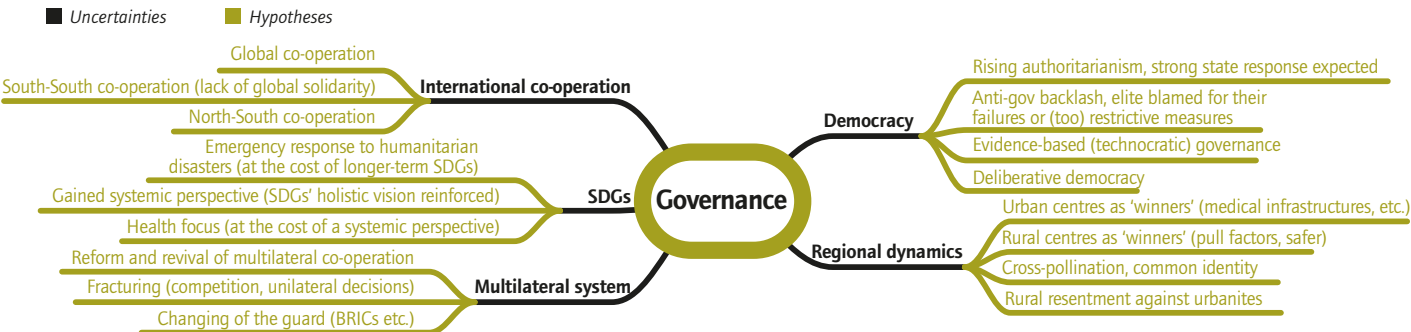 Uncertainties
Hypotheses
Global co-operation
South-South co-operation (lack of global solidarity)
North-South co-operation
International co-operation
Emergency response to humanitarian
disasters (at the cost of longer-term SDGs)
Gained systemic perspective (SDGs' holistic vision reinforced)
Health focus (at the cost of a systemic perspective)
SDGs
Reform and revival of multilateral co-operation
Fracturing (competition, unilateral decisions)
Changing of the guard (BRICs etc.)
Multilateral system
Governance
Democracy
Rising authoritarianism, strong state response expected
Anti-gov backlash, elite blamed for their
failures or (too) restrictive measures
Evidence-based (technocratic) governance
Deliberative democracy
Regional dynamics
Urban centres as 'winners' (medical infrastructures, etc.)
Rural centres as 'winners' (pull factors, safer)
Cross-pollination, common identity
Rural resentment against urbanites